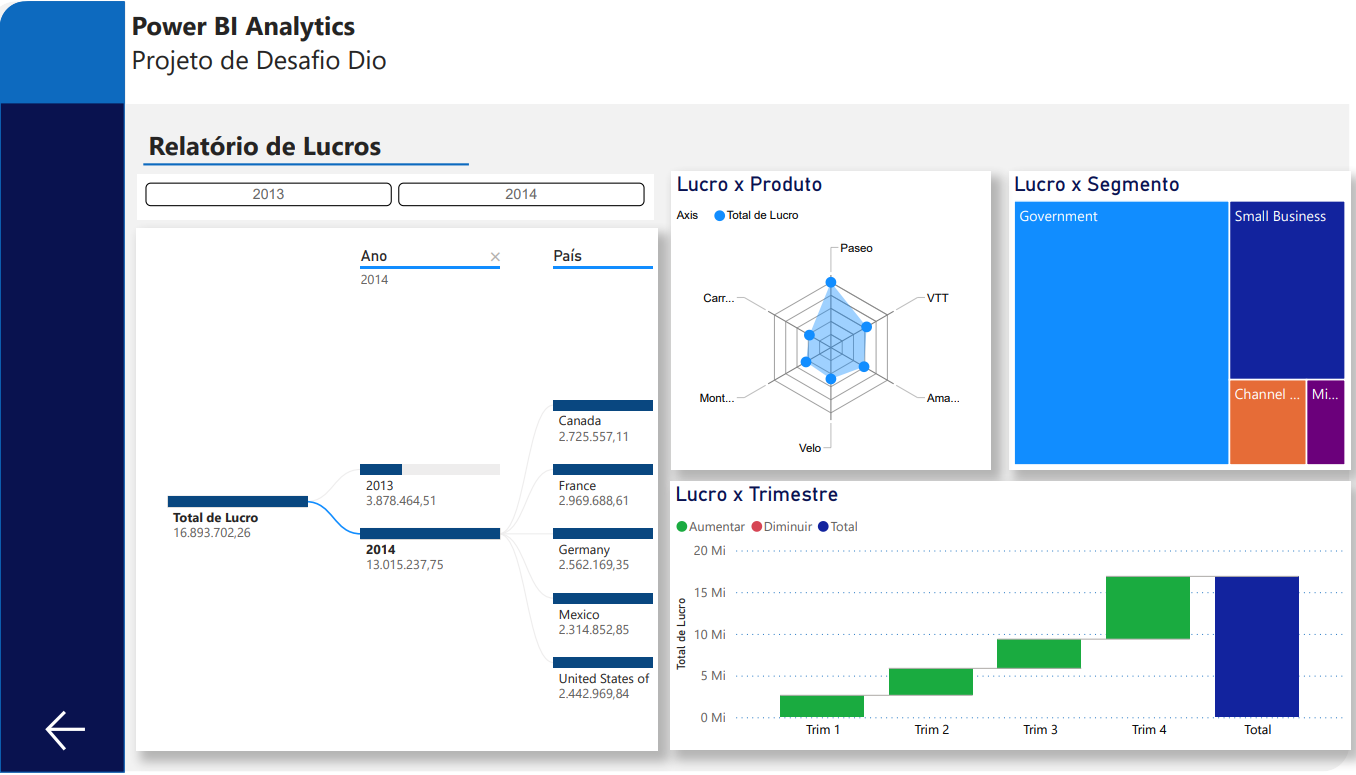 Power BI Analytics
Projeto de Desafio Dio
Relatório de Lucros
2013
2014
Ano
2014
País
Total de Lucro
16.893.702,26
2013
3.878.464,51
2014
13.015.237,75
Canada
2.725.557,11
France
2.969.688,61
Germany
2.562.169,35
Mexico
2.314.852,85
United States of
2.442.969,84
Lucro x Produto
Axis
Total de Lucro
Paseo
Carr...
VTT
Mont...
Ama...
Velo
Lucro x Segmento
Government
Small Business
Channel ...
Mi...
Lucro x Trimestre
Aumentar
Diminuir
Total
Total de Lucro
20 Mi
15 Mi
10 Mi
5 Mi
0 Mi
Trim 1
Trim 2
Trim 3
Trim 4
Total